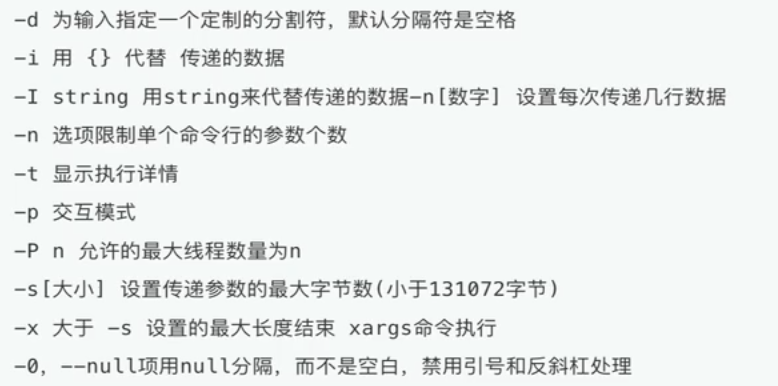 -d 为输入指定一个定制的分割符，默认分隔符是空格
-i 用 {} 代替 传递的数据
-I string 用string来代替传递的数据-n[数字] 设置每次传递几行数据
-n 选项限制单个命令行的参数个数
-t 显示执行详情
-p 交互模式
-P n 允许的最大线程数量为n
-s[大小] 设置传递参数的最大字节数(小于131072字节)
-x 大于 -s 设置的最大长度结束 xargs命令执行
-0，--null项用null分隔，而不是空白，禁用引号和反斜杠处理